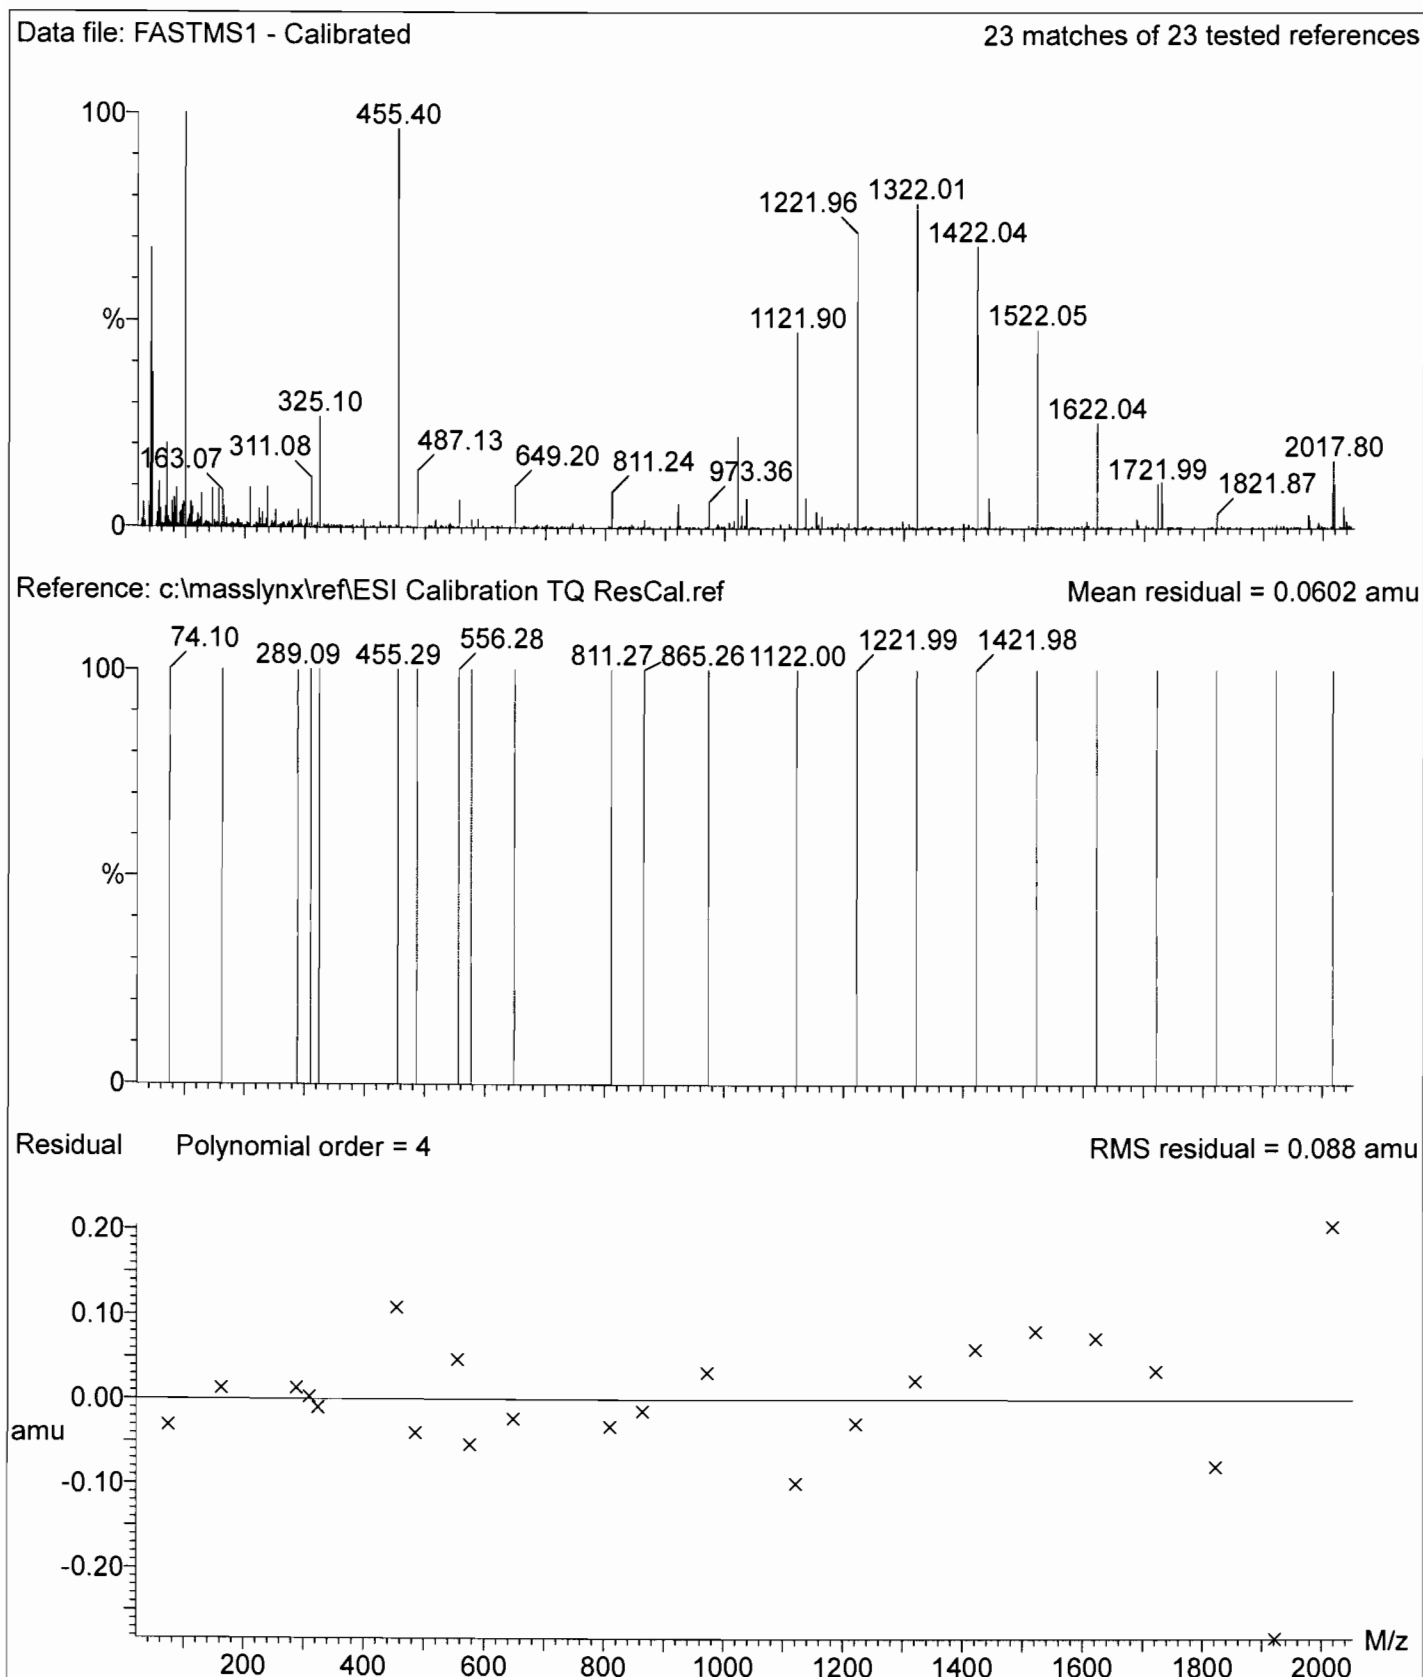 Data file: FASTMS1 - Calibrated 23 matches of 23 tested references
100
%
0
163.07 311.08 325.10 455.40 487.13 649.20 811.24 973.36 1121.90 1221.96 1322.01 1422.04 1522.05 1622.04 1721.99 1821.87 2017.80
Reference: c:\masslynx\ref\ESI Calibration TQ ResCal.ref Mean residual = 0.0602 amu
74.10 289.09 455.29 556.28 811.27 865.26 1122.00 1221.99 1421.98
100
%
0
Residual Polynomial order = 4 RMS residual = 0.088 amu
0.20
0.10
0.00
amu
-0.10
-0.20
M/z
200 400 600 800 1000 1200 1400 1600 1800 2000